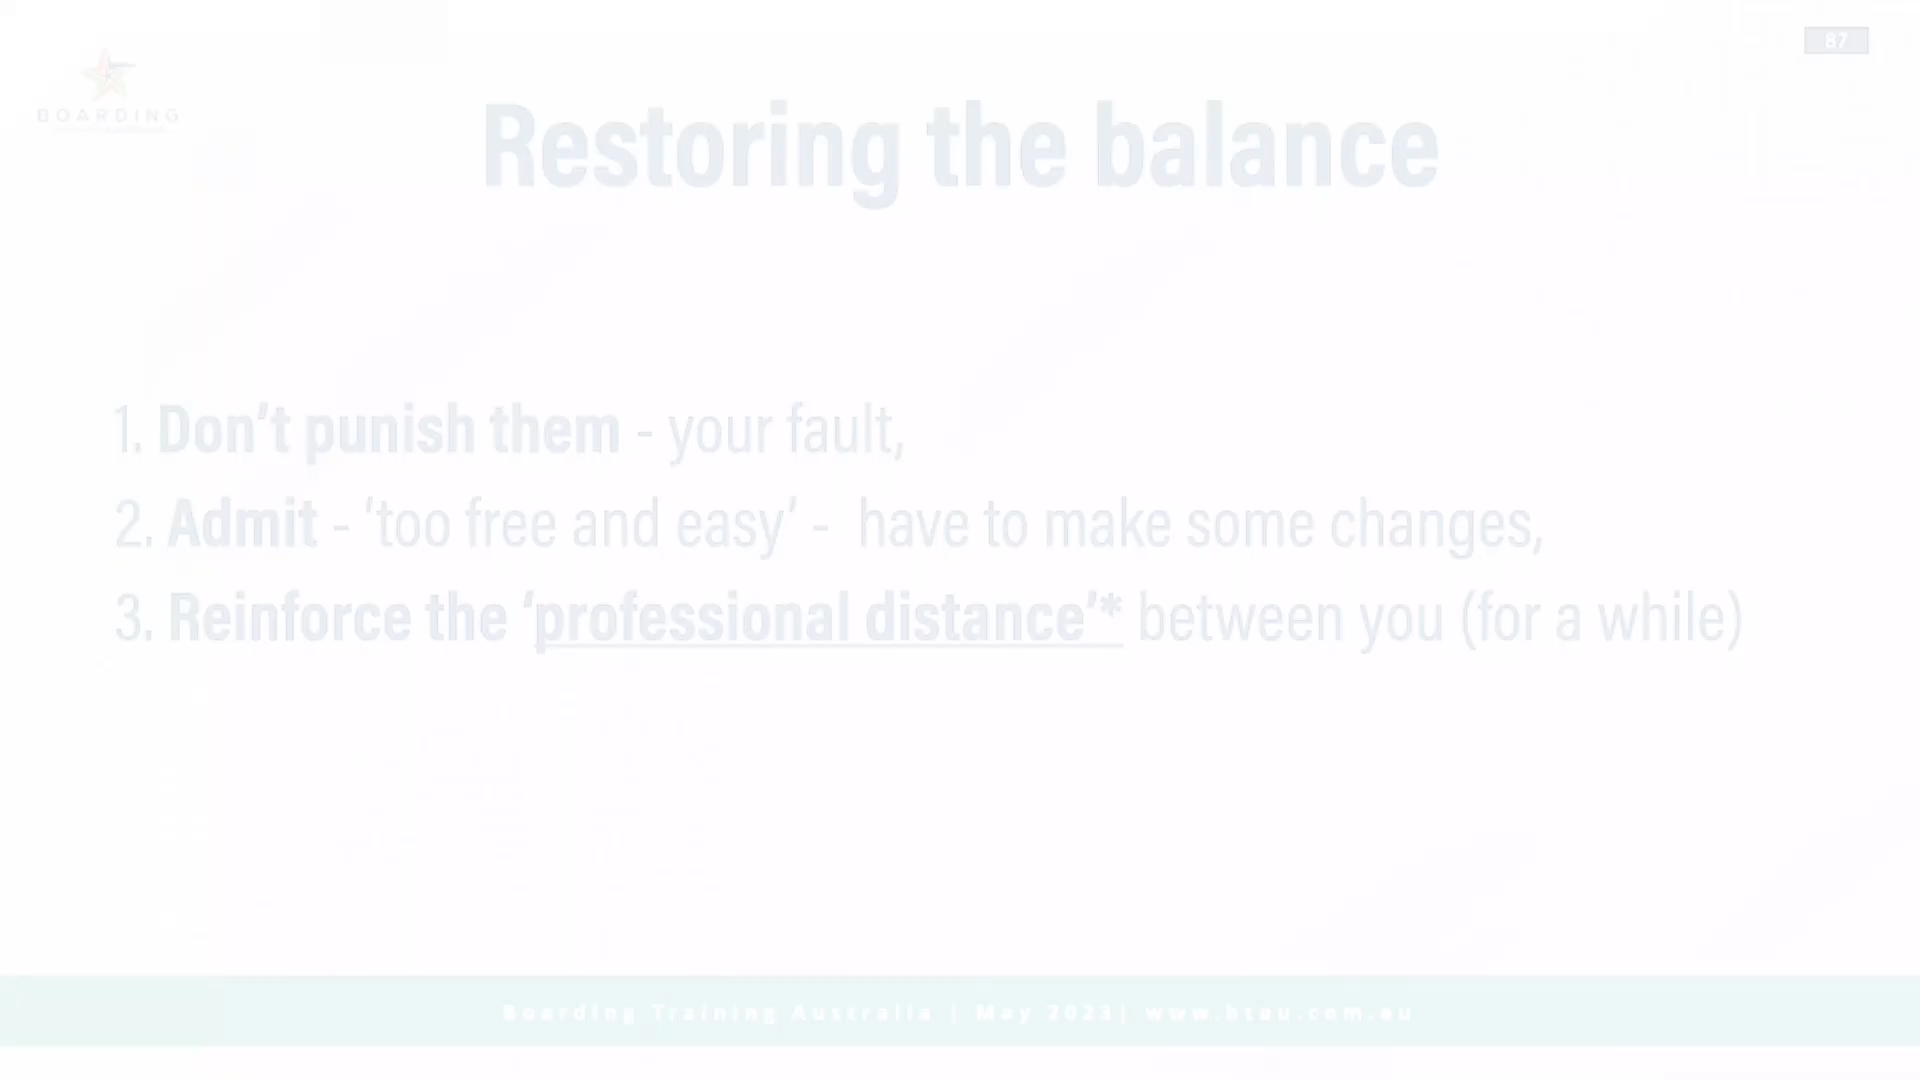 87
BOARDING
Restoring the balance
1. Don’t punish them - your fault,
2. Admit - ‘too free and easy’ - have to make some changes,
3. Reinforce the ‘professional distance’* between you (for a while)
Boarding Training Australia | May 2023| www.btau.com.au